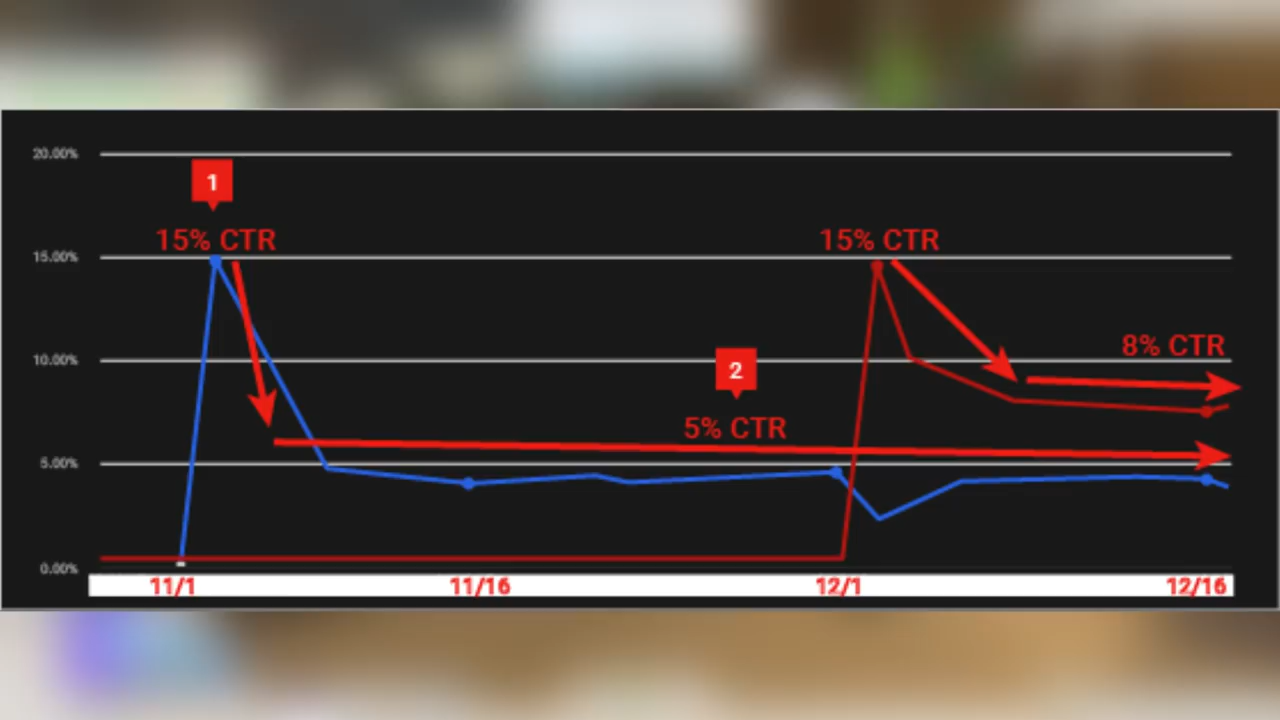 20.00%
1
15% CTR
15% CTR
15.00%
8% CTR
10.00%
2
5% CTR
5.00%
0.00%
11/1
11/16
12/1
12/16